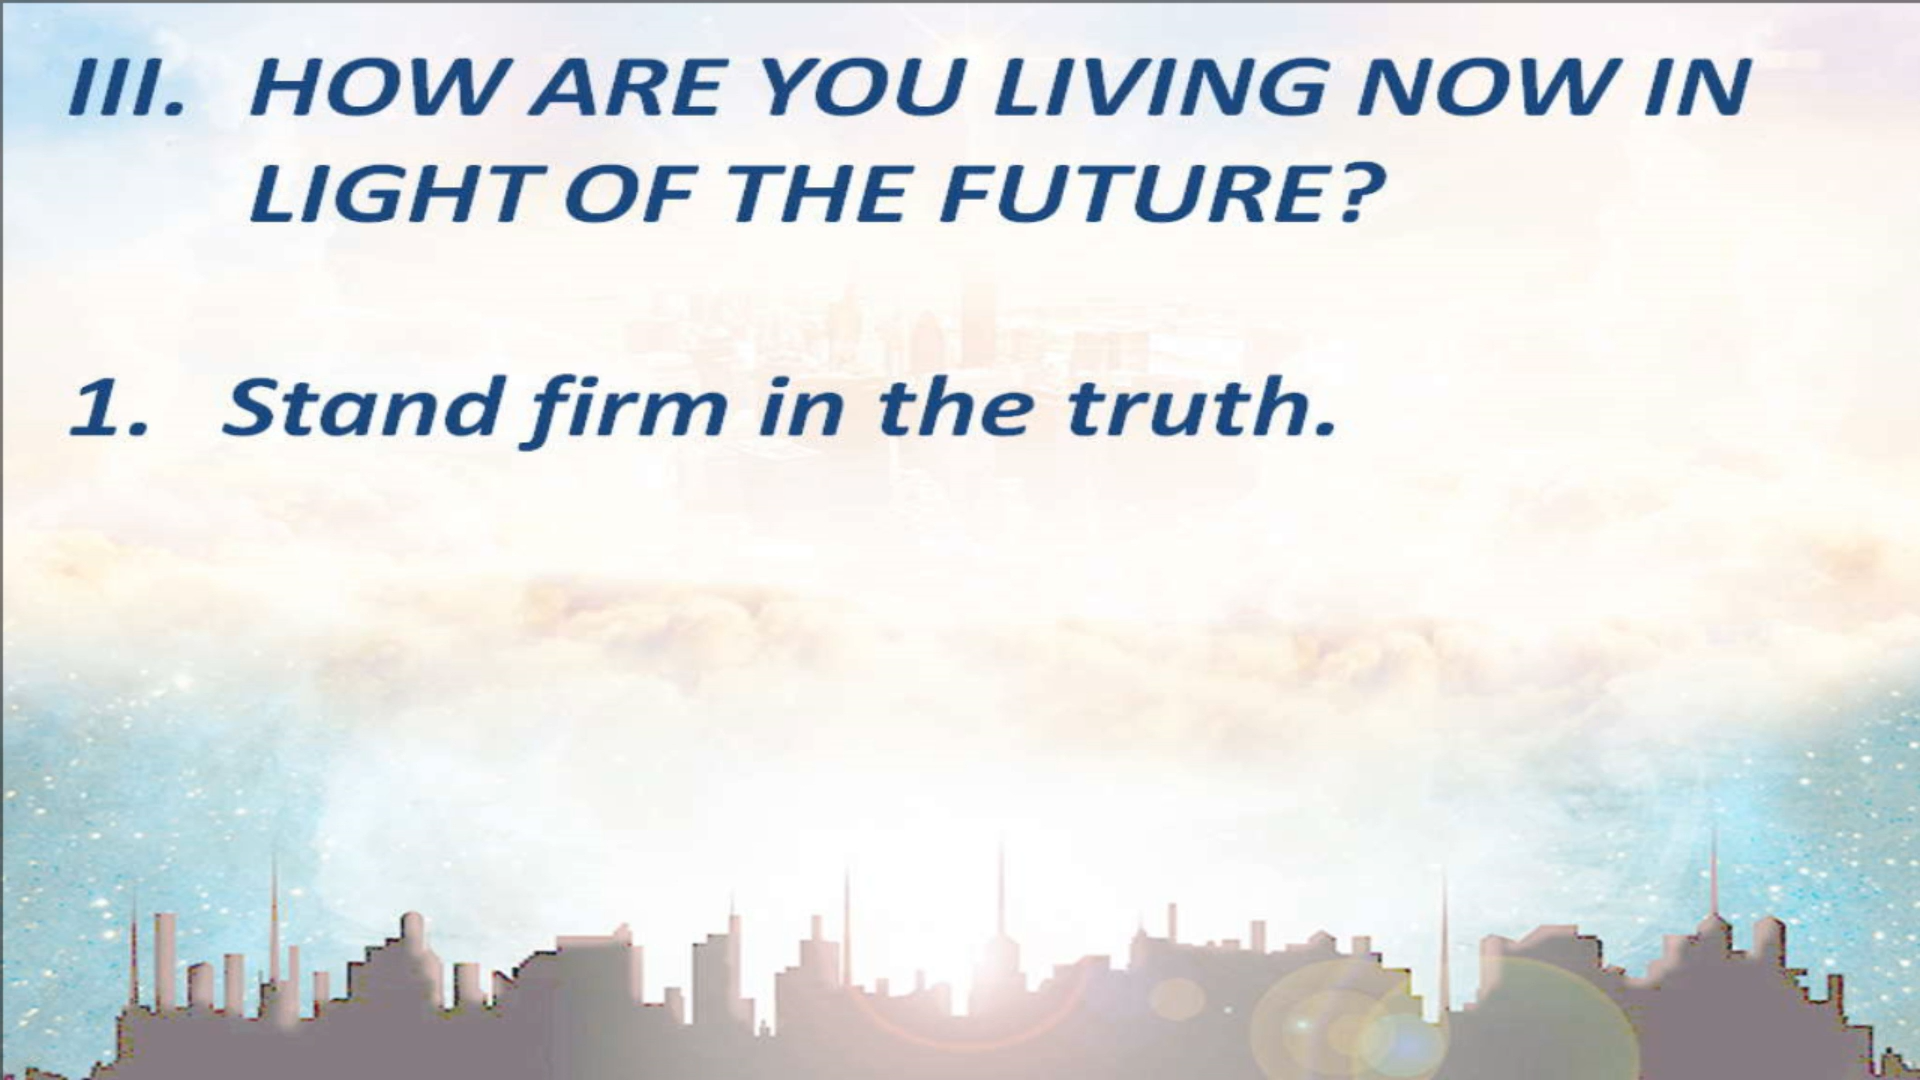 III. HOW ARE YOU LIVING NOW IN
LIGHT OF THE FUTURE?
1. Stand firm in the truth.